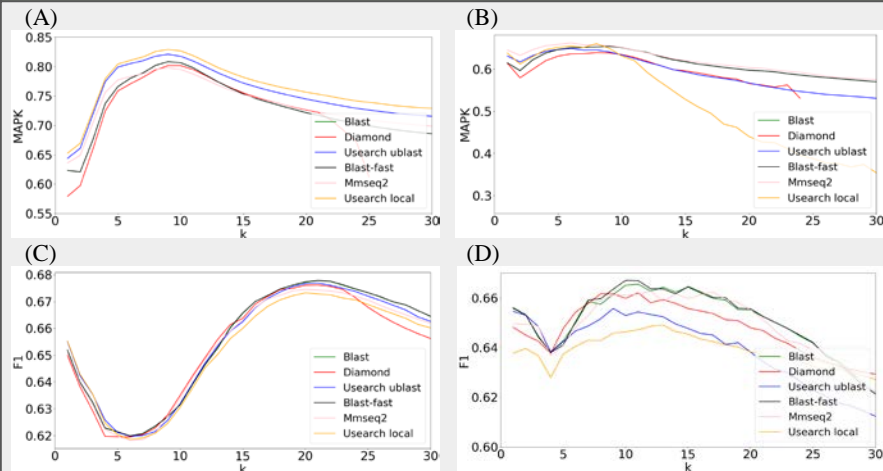 (A)
MAPK
0.85
0.80
0.75
0.70
0.65
0.60
0.55
0
5
10
15
20
25
30
k
Blast
Diamond
Usearch ublast
Blast-fast
Mmseq2
Usearch local
(B)
MAPK
0.6
0.5
0.4
0.3
0
5
10
15
20
25
30
k
Blast
Diamond
Usearch ublast
Blast-fast
Mmseq2
Usearch local
(C)
F1
0.68
0.67
0.66
0.65
0.64
0.63
0.62
0
5
10
15
20
25
30
k
Blast
Diamond
Usearch ublast
Blast-fast
Mmseq2
Usearch local
(D)
F1
0.66
0.64
0.62
0.60
0
5
10
15
20
25
30
k
Blast
Diamond
Usearch ublast
Blast-fast
Mmseq2
Usearch local